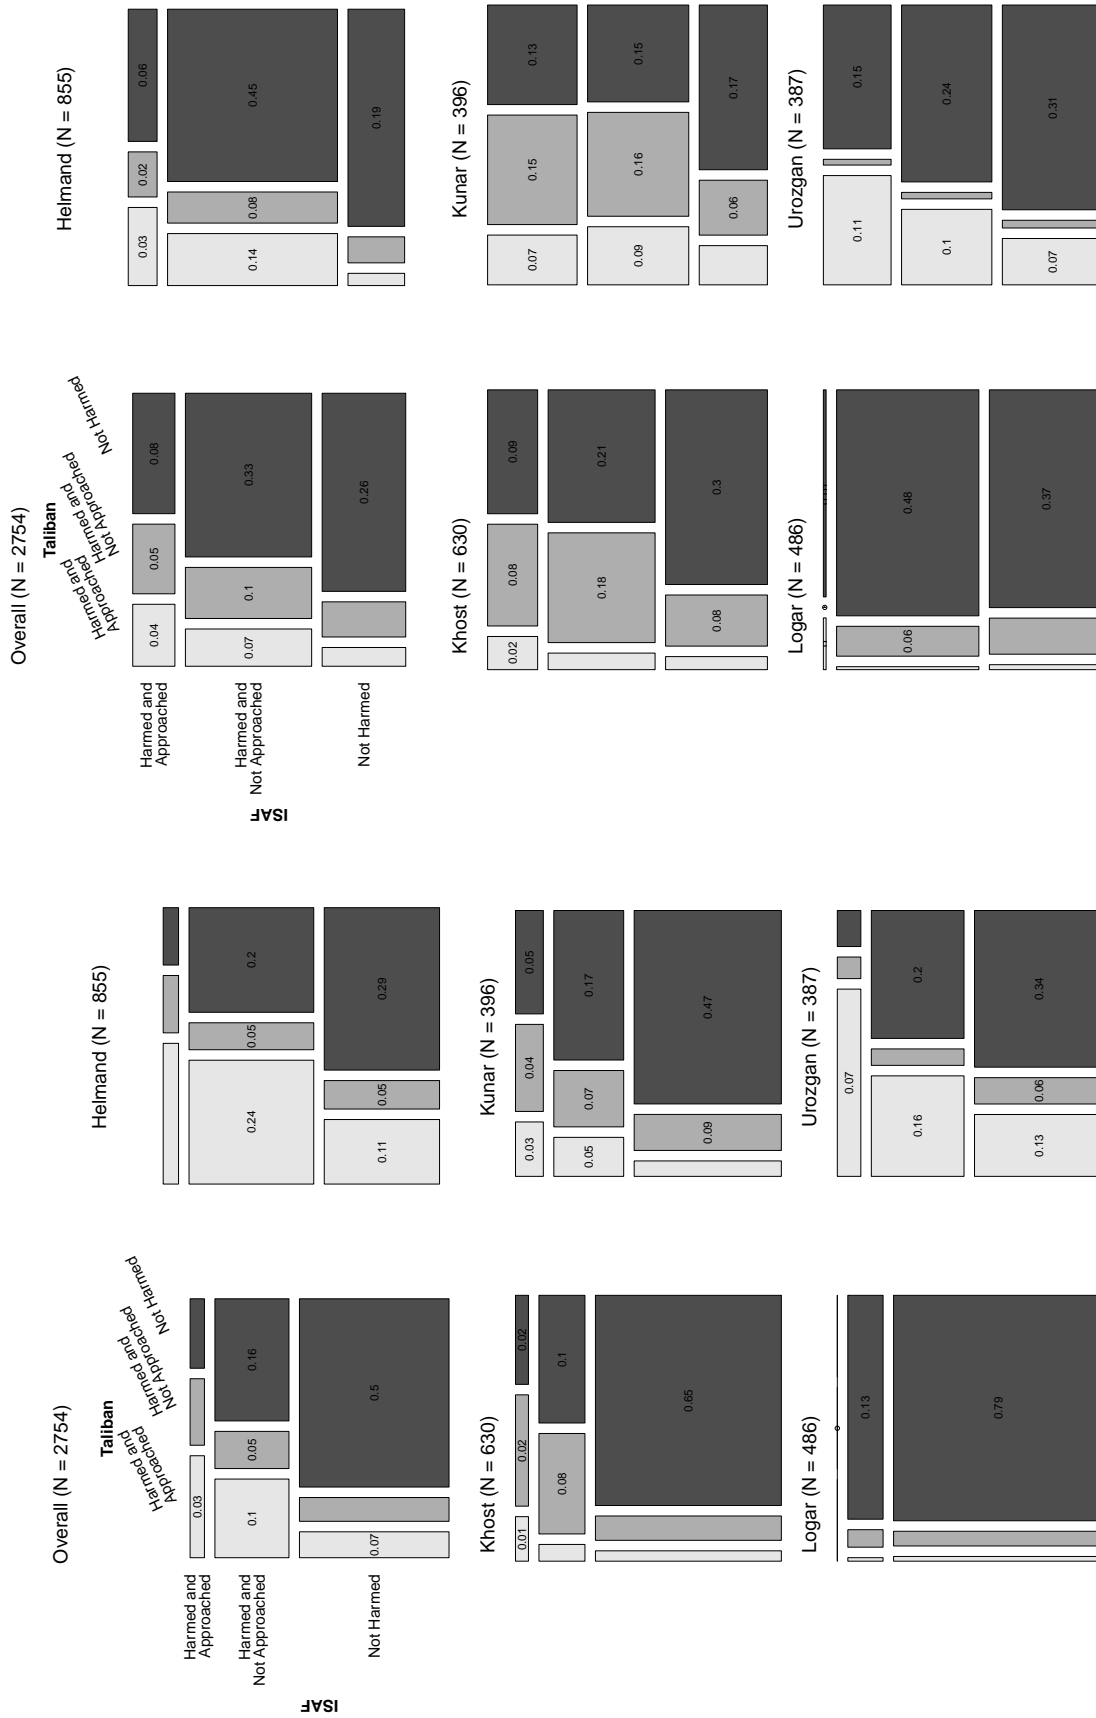 Overall (N = 2754)
Taliban
Harmed and
Approached
Harmed and
Not Approached
Not Harmed
ISAF
Harmed and
Approached
0.03
Harmed and
Not Approached
0.1
0.05
0.16
Not Harmed
0.07
0.5
Helmand (N = 855)
0.24
0.05
0.2
0.11
0.05
0.29
Khost (N = 630)
0.01
0.02
0.02
0.08
0.1
0.65
Kunar (N = 396)
0.03
0.04
0.05
0.05
0.07
0.17
0.09
0.47
Logar (N = 486)
0.13
0.79
Urozgan (N = 387)
0.07
0.16
0.2
0.13
0.06
0.34
Overall (N = 2754)
Taliban
Harmed and
Approached
Harmed and
Not Approached
Not Harmed
ISAF
Harmed and
Approached
0.04
0.05
0.08
Harmed and
Not Approached
0.07
0.1
0.33
Not Harmed
0.26
Helmand (N = 855)
0.03
0.02
0.06
0.14
0.08
0.45
0.19
Khost (N = 630)
0.02
0.08
0.09
0.18
0.21
0.08
0.3
Kunar (N = 396)
0.07
0.15
0.13
0.09
0.16
0.15
0.06
0.17
Logar (N = 486)
0.06
0.48
0.37
Urozgan (N = 387)
0.11
0.15
0.1
0.24
0.07
0.31